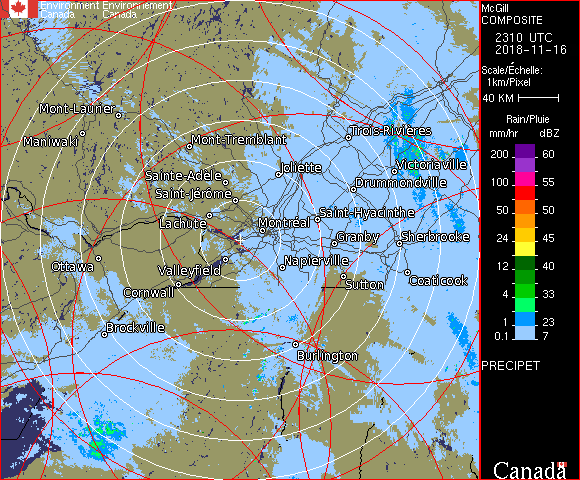 Environment Environnement
Canada Canada
McGill
COMPOSITE
2310 UTC
2018-11-16
Scale/Échelle:
1km/Pixel
40 KM
Rain/Pluie
mm/hr dBZ
200 60
100 55
50 50
24 45
12 40
4 33
1 23
0.1 7
PRECIPET
Canada
Mont-Laurier
Maniwaki
Mont-Tremblant
Trois-Rivières
Joliette
Victoriaville
Sainte-Adèle
Saint-Jérôme
Drummondville
Lachute
Montréal
Saint-Hyacinthe
Granby
Sherbrooke
Ottawa
Valleyfield
Napierville
Sutton
Coaticook
Cornwall
Brockville
Burlington